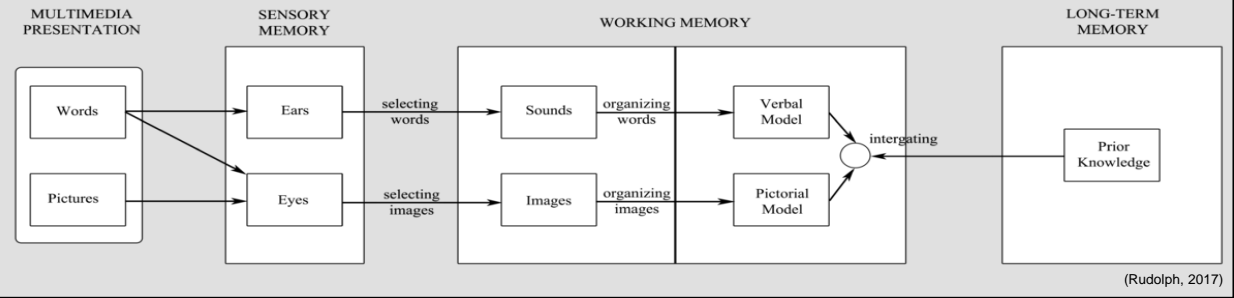 MULTIMEDIA
PRESENTATION
SENSORY
MEMORY
WORKING MEMORY
LONG-TERM
MEMORY
Words
Ears
selecting
words
Sounds
organizing
words
Verbal
Model
intergating
Prior
Knowledge
Pictures
Eyes
selecting
images
Images
organizing
images
Pictorial
Model
(Rudolph, 2017)